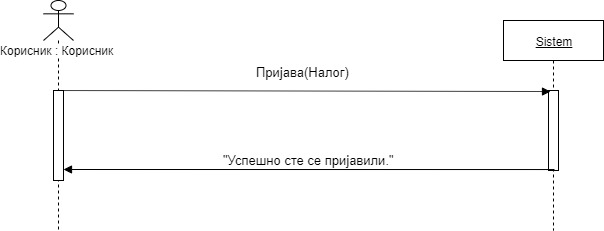 Корисник : Корисник
Sistem
Пријава(Налог)
"Успешно сте се пријавили."